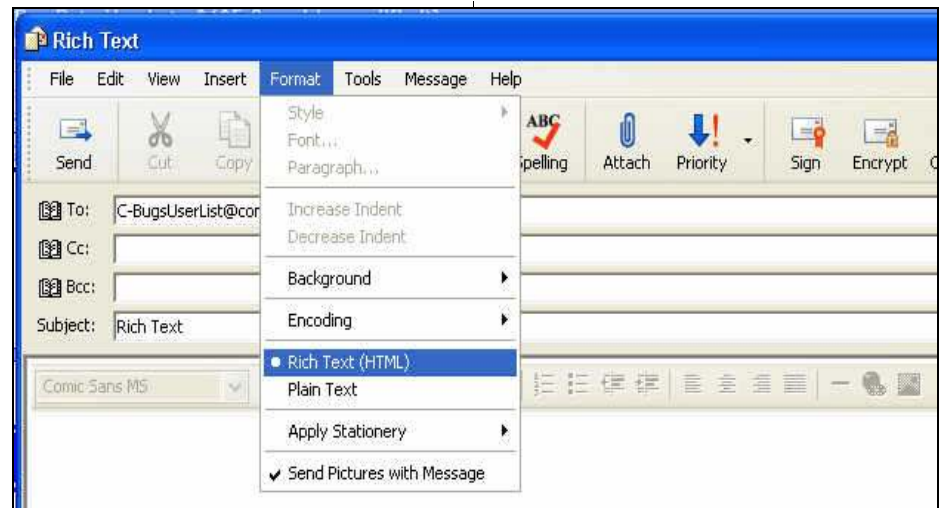 Rich Text
File Edit View Insert Format Tools Message Help
Send Cut Copy Spelling Attach Priority Sign Encrypt
ABC
To: C-BugsUserList@cor
Cc:
Bcc:
Subject: Rich Text
Comic Sans MS
Style
Font...
Paragraph...
Increase Indent
Decrease Indent
Background
Encoding
Rich Text (HTML)
Plain Text
Apply Stationery
Send Pictures with Message